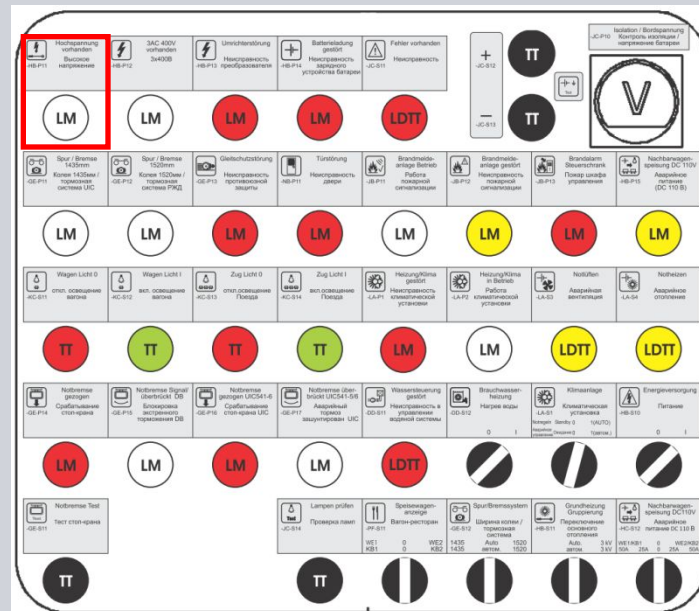 Hochspannung vorhanden
Высокое напряжение
-HB-P11
LM
3AC 400V vorhanden
3x400В
-HB-P12
LM
Umrichterstörung
Неисправность преобразователя
-HB-P13
LM
Batterieladung gestört
Неисправность зарядного устройства батареи
-HB-P14
LM
Fehler vorhanden
Неисправность
-JC-S11
LDTT
+
-JC-S12
TT
−
-JC-S13
TT
Test
-JC-P10
Isolation / Bordspannung
Контроль изоляции / напряжение батареи
V
Spur / Bremse 1435mm
Колея 1435мм / тормозная система UIC
-GE-P11
LM
Spur / Bremse 1520mm
Колея 1520мм / тормозная система РЖД
-GE-P12
LM
Gleitschutzstörung
Неисправность противоюзной защиты
-GE-P13
LM
Türstörung
Неисправность двери
-NB-P11
LM
Brandmelde-anlage Betrieb
Работа пожарной сигнализации
-JB-P11
LM
Brandmelde-anlage gestört
Неисправность пожарной сигнализации
-JB-P12
LM
Brandalarm Steuerschrank
Пожар шкафа управления
-JB-P13
LM
Nachbarwagen-speisung DC 110V
Аварийное питание (DC 110 В)
-HB-P15
LM
Wagen Licht 0
откл. освещение вагона
-KC-S11
TT
Wagen Licht I
вкл. освещение вагона
-KC-S12
TT
Zug Licht 0
откл.освещение Поезда
-KC-S13
TT
Zug Licht I
вкл. освещение Поезда
-KC-S14
TT
Heizung/Klima gestört
Неисправность климатической установки
-LA-P1
LM
Heizung/Klima in Betrieb
Работа климатической установки
-LA-P2
LM
Notlüften
Аварийная вентиляция
-LA-S3
LDTT
Notheizen
Аварийное отопление
-LA-S4
LDTT
Notbremse gezogen
Срабатывание стоп-крана
-GE-P14
LM
Notbremse Signal/ überbrückt DB
Блокировка экстренного торможения DB
-GE-P15
LM
Notbremse gezogen UIC541-6
Срабатывание стоп-крана UIC
-GE-P16
LM
Notbremse über-brückt UIC541-5/6
Аварийный тормоз зашунтирован UIC
-GE-P17
LM
Wassersteuerung gestört
Неисправность в управлении водяной системы
-DD-S11
LDTT
Brauchwasser-heizung
Нагрев воды
-DD-S12
0 I
Klimaanlage
Климатическая установка
-LA-S1
Notregeln Standby 0 1(AUTO)
Energieversorgung
Питание
-HB-S10
0 I
Notbremse Test
Тест стоп-крана
-GE-S11
TT
Lampen prüfen
Проверка ламп
-JC-S14
TT
Speisewagen-anzeige
Вагон-ресторан
-PF-S11
WE1 0 WE2
KB1 0 KB2
Spur/Bremssystem
Ширина колеи / тормозная система
-GE-S12
1435 Auto 1520
1435 автом. 1520
Grundheizung Gruppierung
Переключение основного отопления
-HB-S11
Auto. 3 kV
автом. 3 kV
Nachbarwagen-speisung DC110V
Аварийное питание DC 110 В
-HC-S12
WE1/KB1 0 WE2/KB2
50A 25A 0 25A 50A